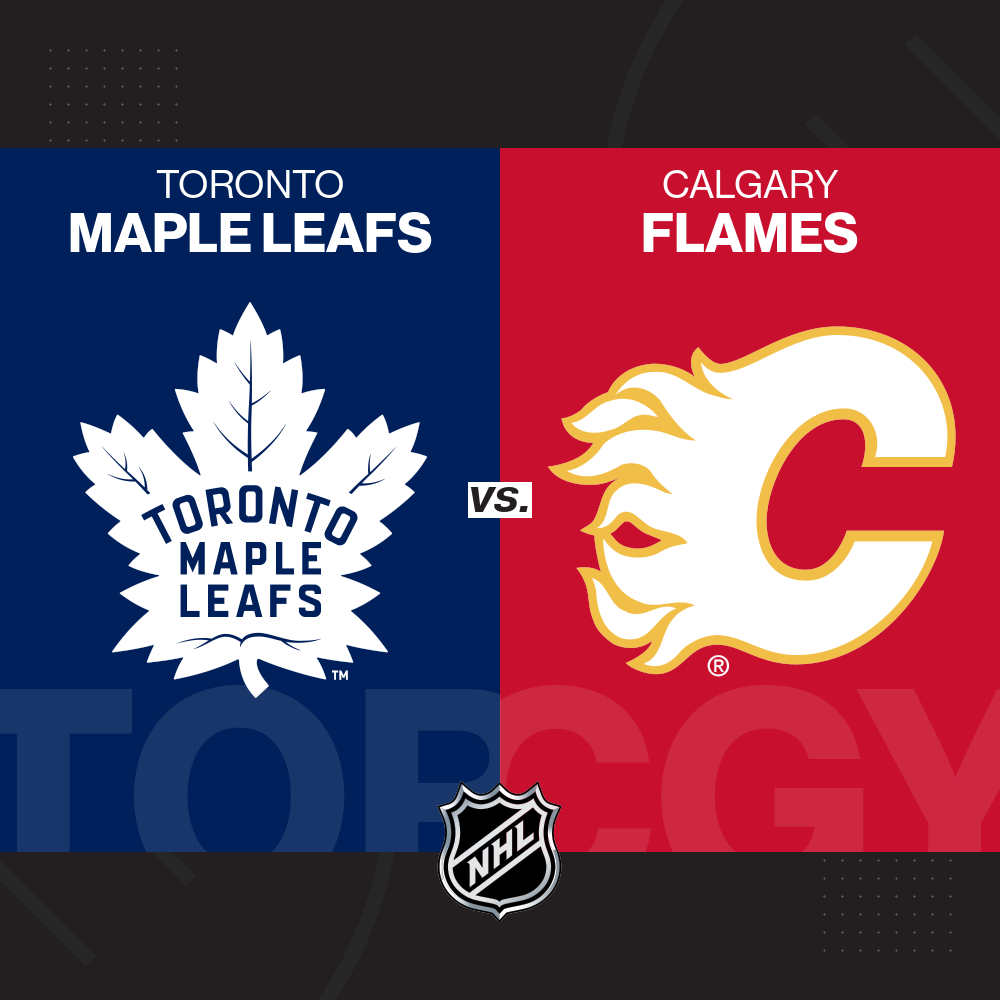 TORONTO
MAPLE LEAFS
CALGARY
FLAMES
TORONTO
MAPLE
LEAFS
TM
vs.
®
TOR
CGY
NHL